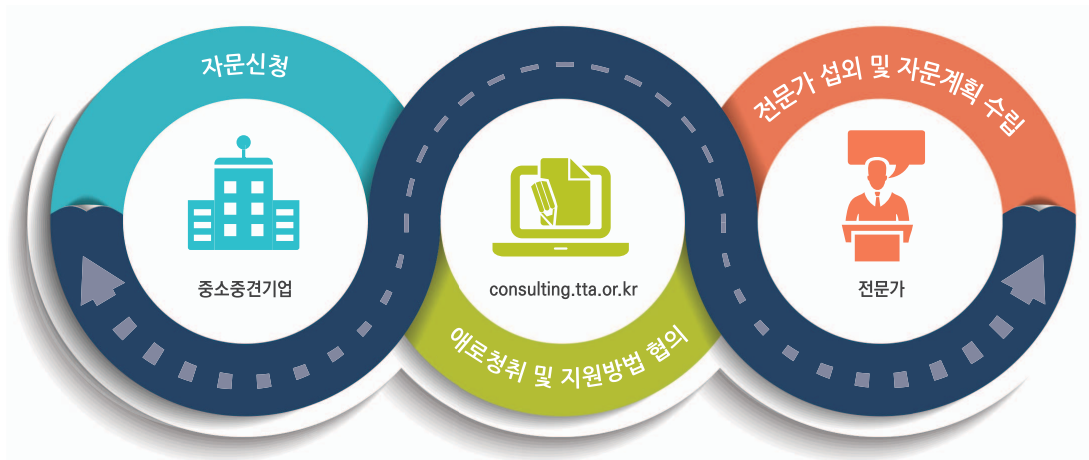 자문신청
중소중견기업
consulting.tta.or.kr
애로청취 및 지원방법 협의
전문가 섭외 및 자문계획 수립
전문가